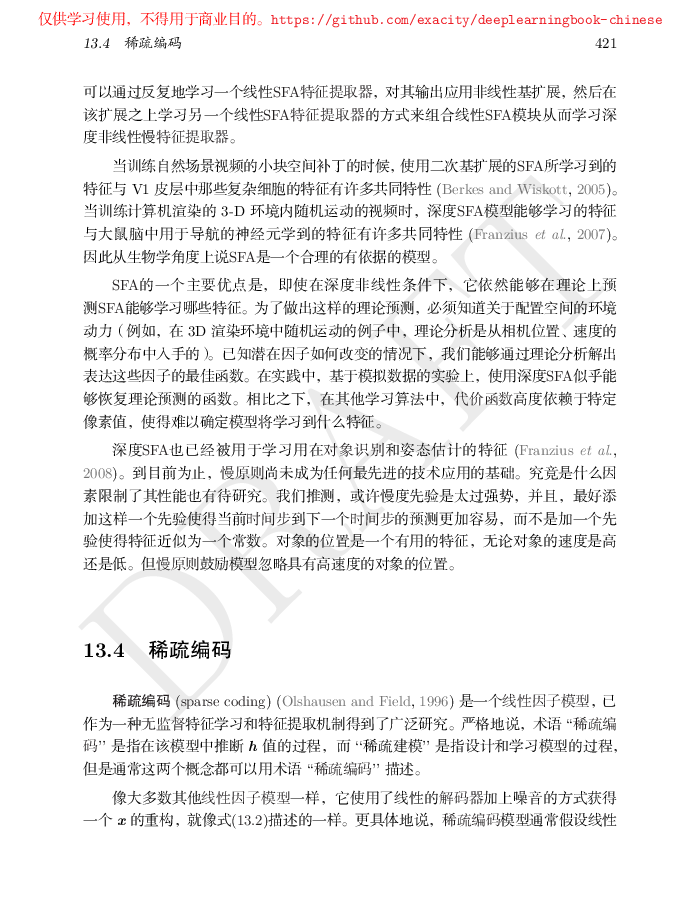 仅供学习使用，不得用于商业目的。https://github.com/exacity/deeplearningbook-chinese
13.4 稀疏编码 421
可以通过反复地学习一个线性SFA特征提取器，对其输出应用非线性基扩展，然后在
该扩展之上学习另一个线性SFA特征提取器的方式来组合线性SFA模块从而学习深
度非线性慢特征提取器。
当训练自然场景视频的小块空间补丁的时候，使用二次基扩展的SFA所学习到的
特征与 V1 皮层中那些复杂细胞的特征有许多共同特性 (Berkes and Wiskott, 2005)。
当训练计算机渲染的 3-D 环境内随机运动的视频时，深度SFA模型能够学习的特征
与大鼠脑中用于导航的神经元学到的特征有许多共同特性 (Franzius et al., 2007)。
因此从生物学角度上说SFA是一个合理的有依据的模型。
SFA的一个主要优点是，即使在深度非线性条件下，它依然能够在理论上预
测SFA能够学习哪些特征。为了做出这样的理论预测，必须知道关于配置空间的环境
动力（例如，在 3D 渲染环境中随机运动的例子中，理论分析是从相机位置、速度的
概率分布中入手的）。已知潜在因子如何改变的情况下，我们能够通过理论分析解出
表达这些因子的最佳函数。在实践中，基于模拟数据的实验上，使用深度SFA似乎能
够恢复理论预测的函数。相比之下，在其他学习算法中，代价函数高度依赖于特定
像素值，使得难以确定模型将学习到什么特征。
深度SFA也已经被用于学习用在对象识别和姿态估计的特征 (Franzius et al.,
2008)。到目前为止，慢原则尚未成为任何最先进的技术应用的基础。究竟是什么因
素限制了其性能也有待研究。我们推测，或许慢度先验是太过强势，并且，最好添
加这样一个先验使得当前时间步到下一个时间步的预测更加容易，而不是加一个先
验使得特征近似为一个常数。对象的位置是一个有用的特征，无论对象的速度是高
还是低。但慢原则鼓励模型忽略具有高速度的对象的位置。
13.4 稀疏编码
稀疏编码 (sparse coding) (Olshausen and Field, 1996) 是一个线性因子模型，已
作为一种无监督特征学习和特征提取机制得到了广泛研究。严格地说，术语 “稀疏编
码’’ 是指在该模型中推断 h 值的过程，而 ‘‘稀疏建模’’ 是指设计和学习模型的过程，
但是通常这两个概念都可以用术语 “稀疏编码’’ 描述。
像大多数其他线性因子模型一样，它使用了线性的解码器加上噪音的方式获得
一个 x 的重构，就像式(13.2)描述的一样。更具体地说，稀疏编码模型通常假设线性
DRAFT